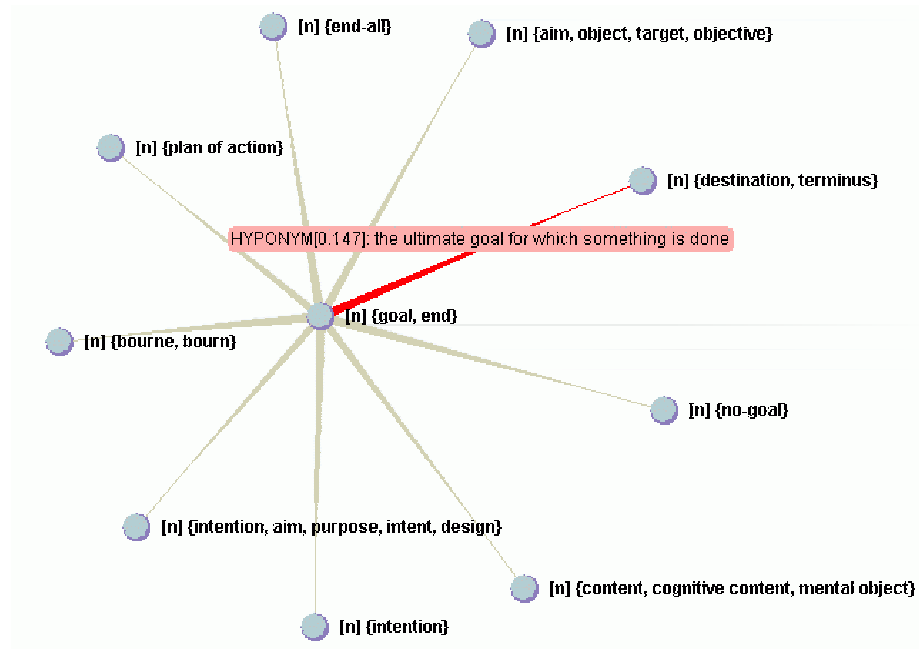 [n] {end-all}
[n] {aim, object, target, objective}
[n] {plan of action}
[n] {destination, terminus}
HYPONYM[0.147]: the ultimate goal for which something is done
[n] {goal, end}
[n] {bourne, bourn}
[n] {no-goal}
[n] {intention, aim, purpose, intent, design}
[n] {content, cognitive content, mental object}
[n] {intention}